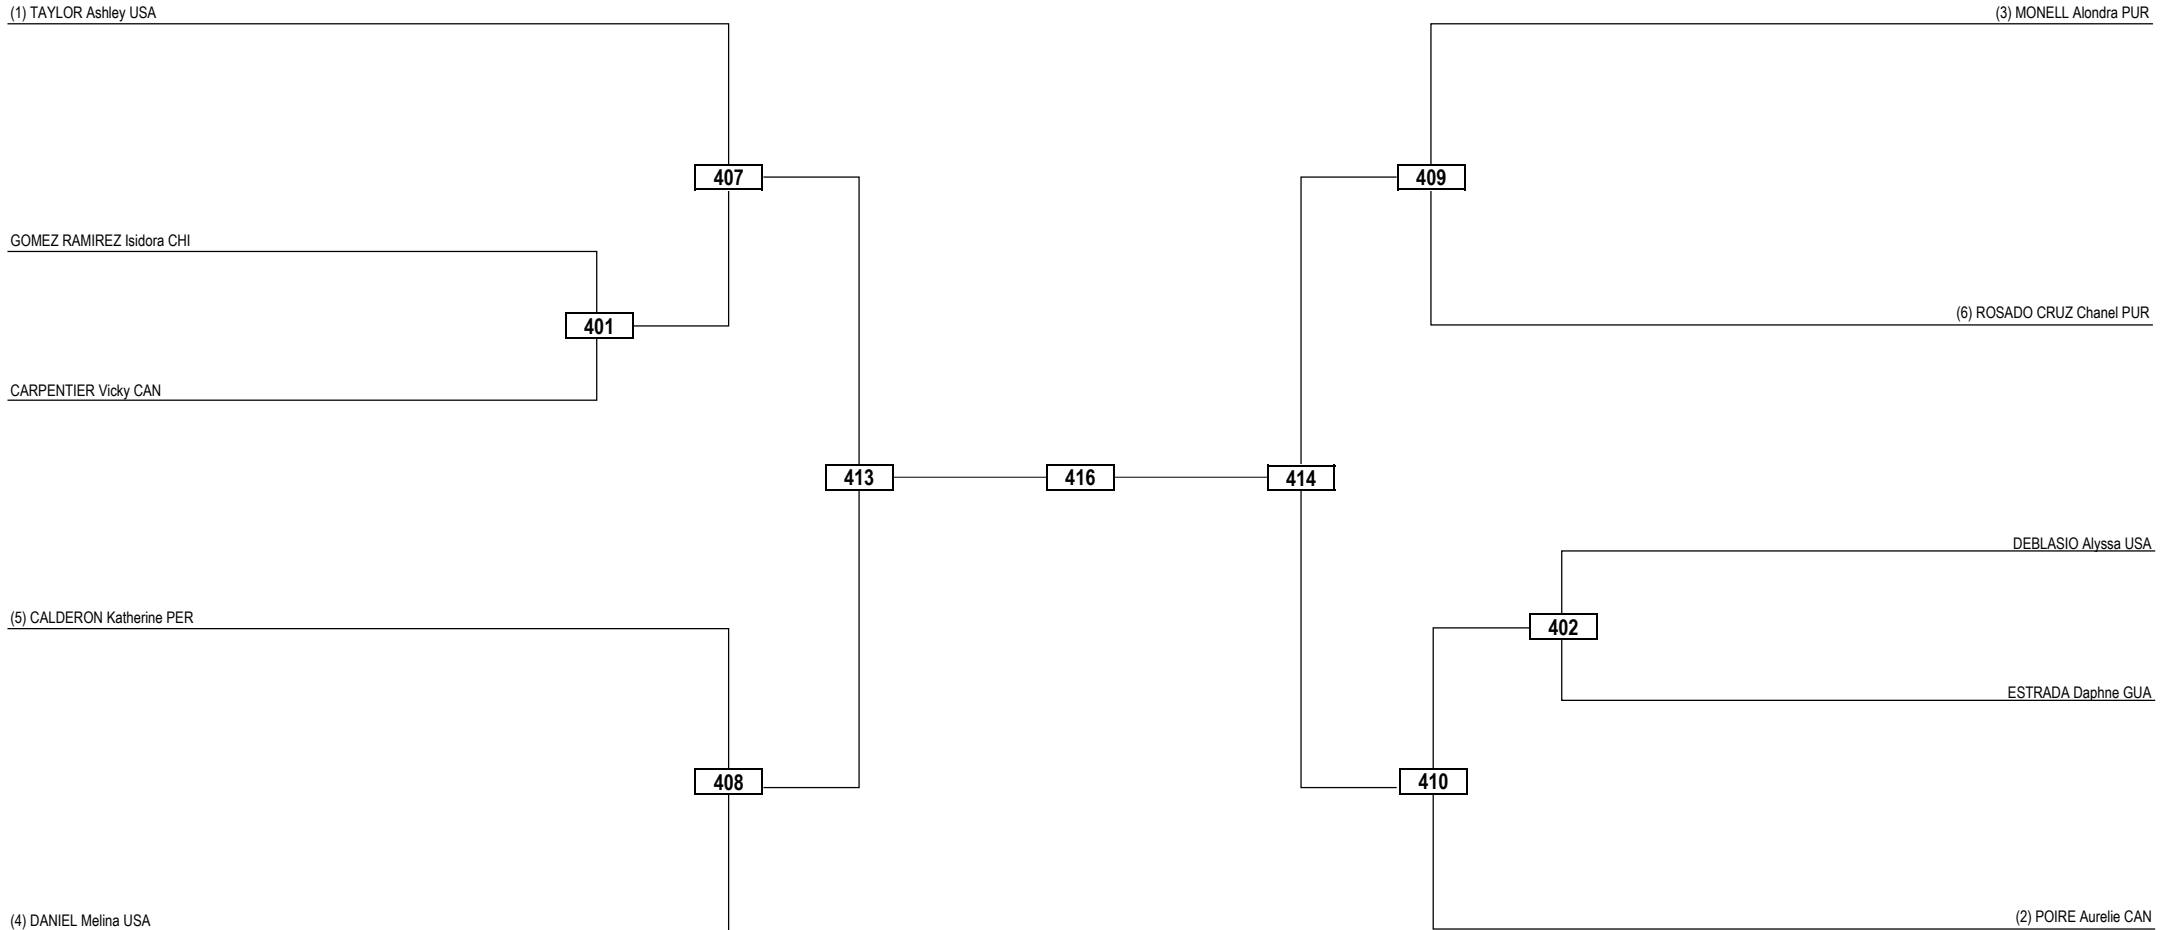 (1) TAYLOR Ashley USA
(3) MONELL Alondra PUR
407
409
GOMEZ RAMIREZ Isidora CHI
(6) ROSADO CRUZ Chanel PUR
401
CARPENTIER Vicky CAN
413
416
414
DEBLASIO Alyssa USA
(5) CALDERON Katherine PER
402
ESTRADA Daphne GUA
408
410
(4) DANIEL Melina USA
(2) POIRE Aurelie CAN